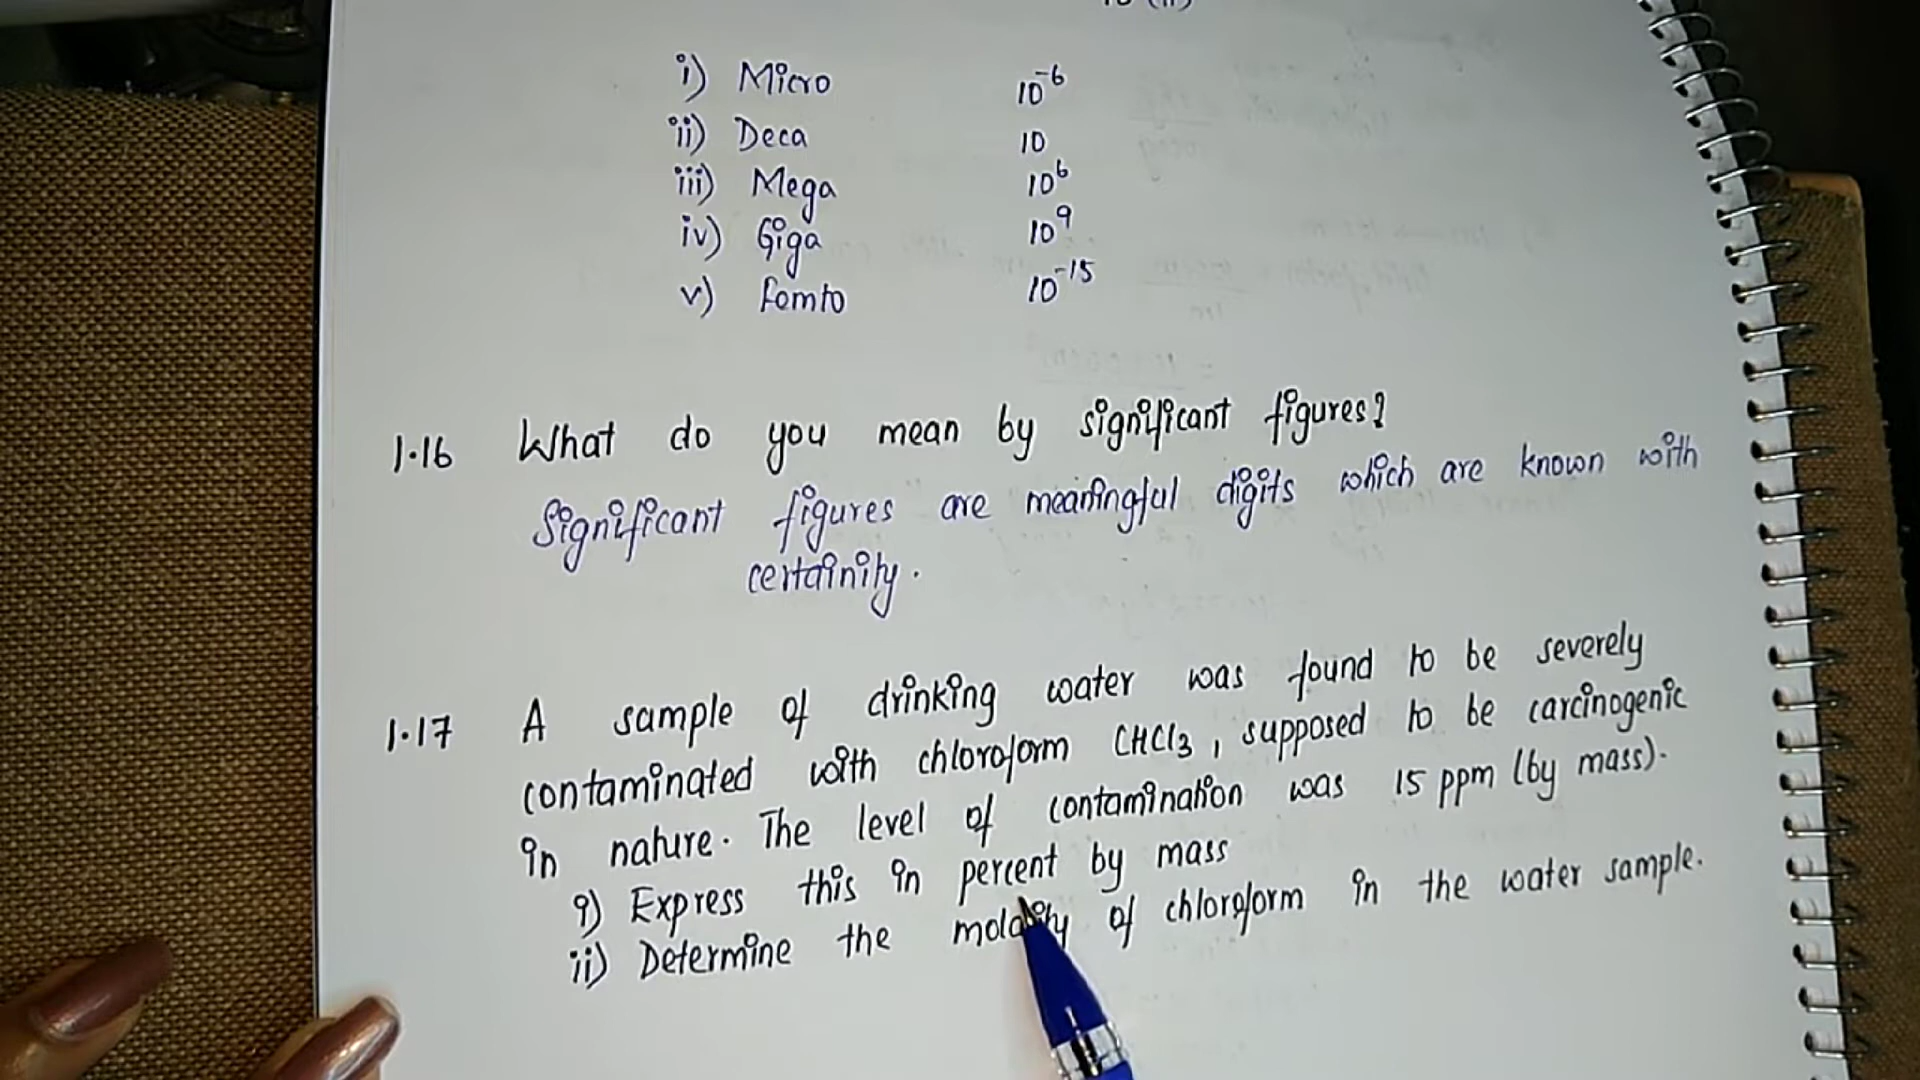 i) Micro 10⁻⁶
ii) Deca 10
iii) Mega 10⁶
iv) Giga 10⁹
v) femto 10⁻¹⁵
1.16 What do you mean by significant figures?
Significant figures are meaningful digits which are known with
certainity.
1.17 A sample of drinking water was found to be severely
contaminated with chloroform CHCl3, supposed to be carcinogenic
in nature. The level of contamination was 15 ppm (by mass).
i) Express this in percent by mass
ii) Determine the of chloroform in the water sample.